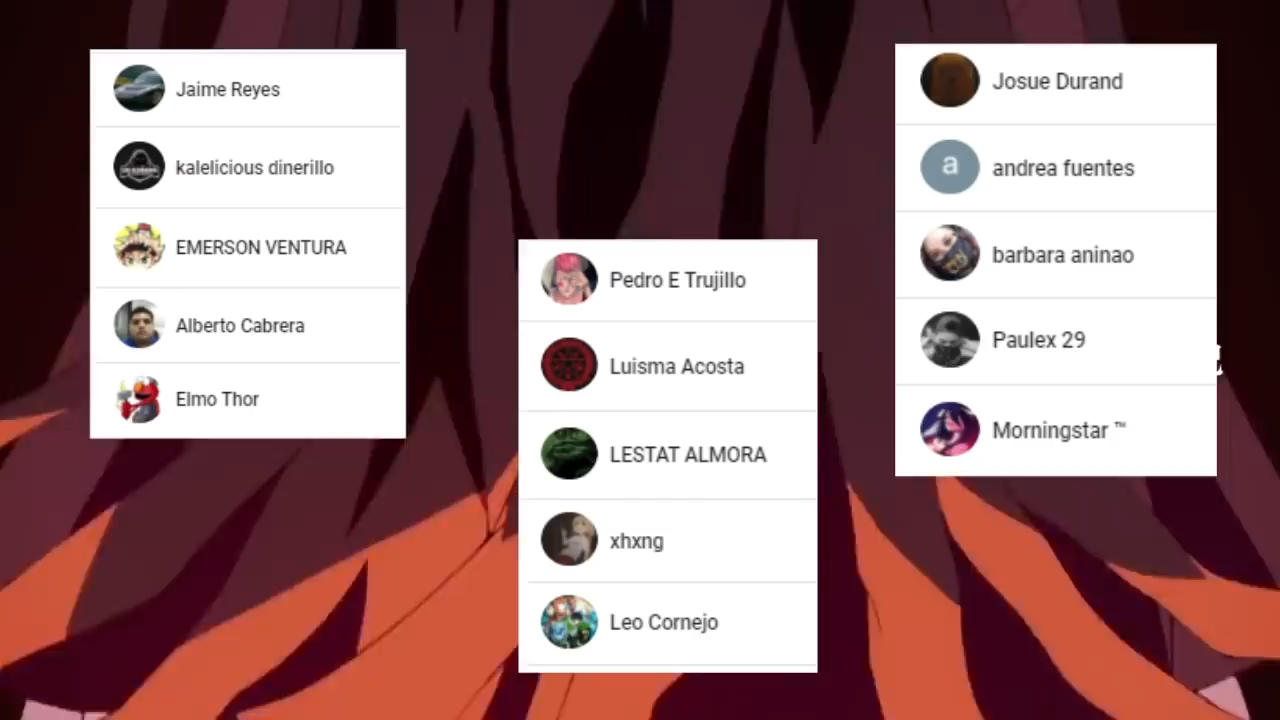 Jaime Reyes
kalelicious dinerillo
EMERSON VENTURA
Alberto Cabrera
Elmo Thor
Pedro E Trujillo
Luisma Acosta
LESTAT ALMORA
xhxng
Leo Cornejo
Josue Durand
a
andrea fuentes
barbara aninao
Paulex 29
Morningstar ™